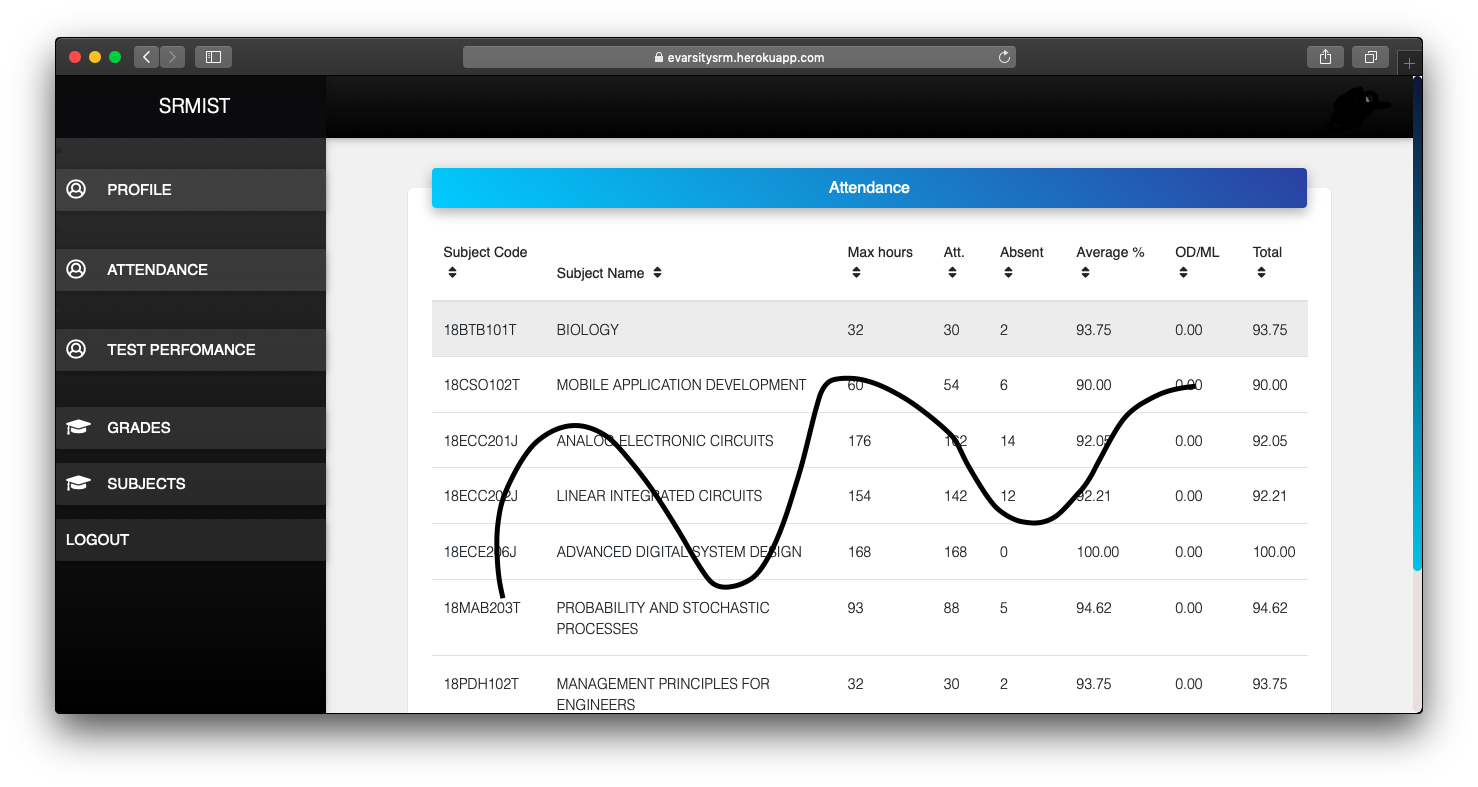 evarsitysrm.herokuapp.com
SRMIST
PROFILE
ATTENDANCE
TEST PERFOMANCE
GRADES
SUBJECTS
LOGOUT
Attendance
Subject Code Subject Name Max hours Att. Absent Average % OD/ML Total
18BTB101T BIOLOGY 32 30 2 93.75 0.00 93.75
18CSO102T MOBILE APPLICATION DEVELOPMENT 60 54 6 90.00 0.00 90.00
18ECC201J ANALOG ELECTRONIC CIRCUITS 176 162 14 92.05 0.00 92.05
18ECC202J LINEAR INTEGRATED CIRCUITS 154 142 12 92.21 0.00 92.21
18ECE206J ADVANCED DIGITAL SYSTEM DESIGN 168 168 0 100.00 0.00 100.00
18MAB203T PROBABILITY AND STOCHASTIC 93 88 5 94.62 0.00 94.62
PROCESSES
18PDH102T MANAGEMENT PRINCIPLES FOR 32 30 2 93.75 0.00 93.75
ENGINEERS